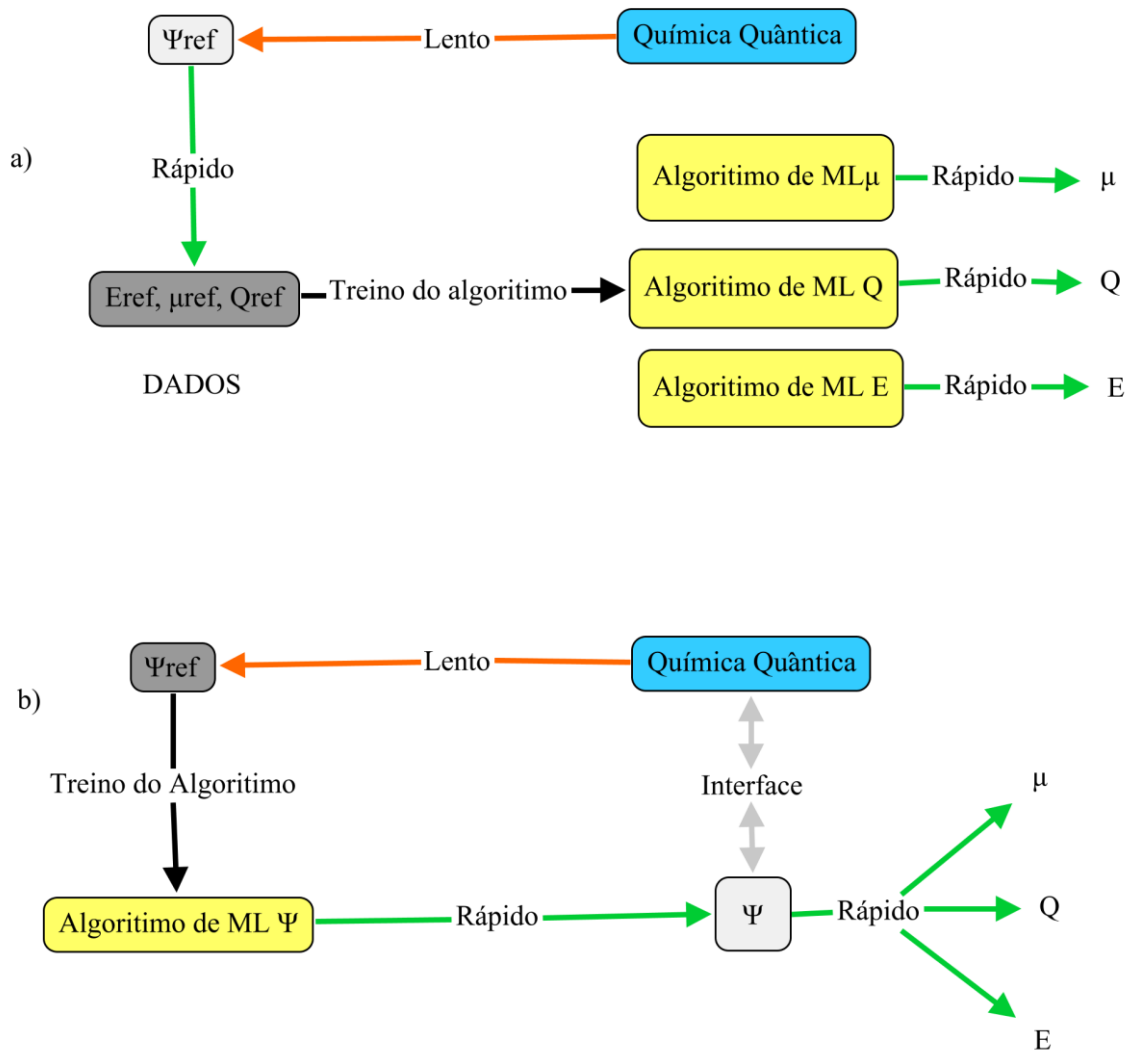 Ψref
Lento
Química Quântica
a)
Rápido
Algoritimo de MLμ
Rápido
μ
Eref, μref, Qref
Treino do algoritimo
Algoritimo de ML Q
Rápido
Q
DADOS
Algoritimo de ML E
Rápido
E
Ψref
Lento
Química Quântica
b)
Treino do Algoritimo
Interface
μ
Algoritimo de ML Ψ
Rápido
Ψ
Rápido
Q
E